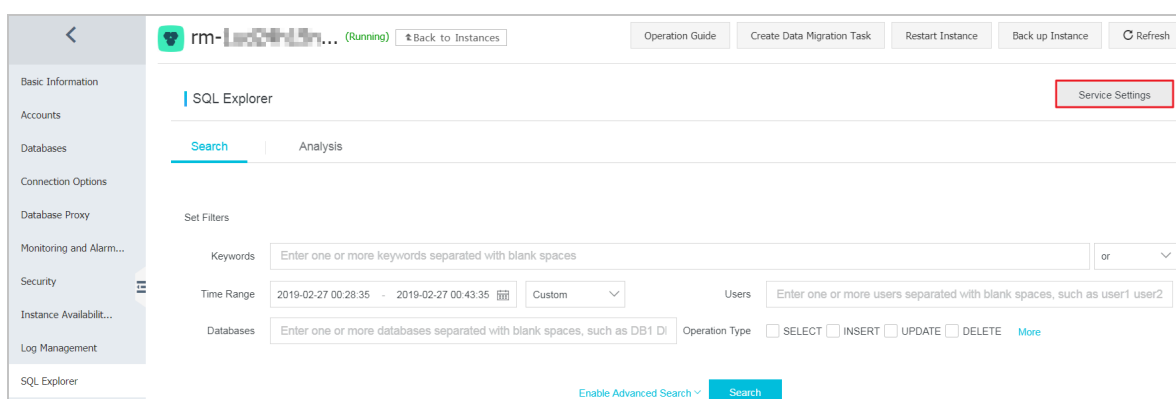 rm- ... (Running) Back to Instances Operation Guide Create Data Migration Task Restart Instance Back up Instance Refresh
Basic Information
Accounts
Databases
Connection Options
Database Proxy
Monitoring and Alarm...
Security
Instance Availabilit...
Log Management
SQL Explorer
SQL Explorer Service Settings
Search Analysis
Set Filters
Keywords Enter one or more keywords separated with blank spaces or
Time Range 2019-02-27 00:28:35 - 2019-02-27 00:43:35 Custom Users Enter one or more users separated with blank spaces, such as user1 user2
Databases Enter one or more databases separated with blank spaces, such as DB1 Operation Type SELECT INSERT UPDATE DELETE More
Enable Advanced Search Search